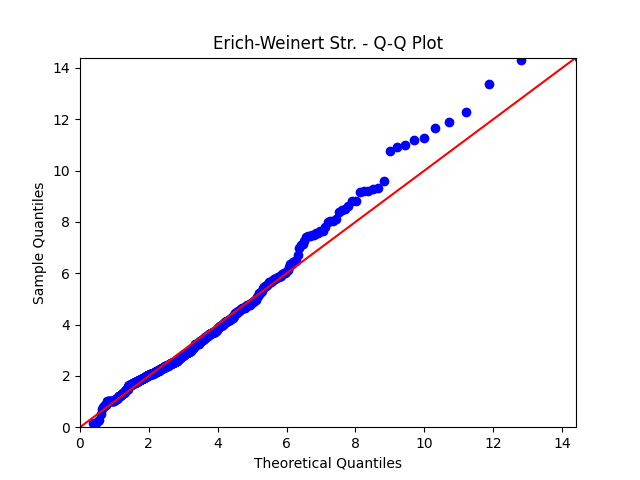 Erich-Weinert Str. - Q-Q Plot
14
12
10
8
6
4
2
0
Sample Quantiles
0 2 4 6 8 10 12 14
Theoretical Quantiles